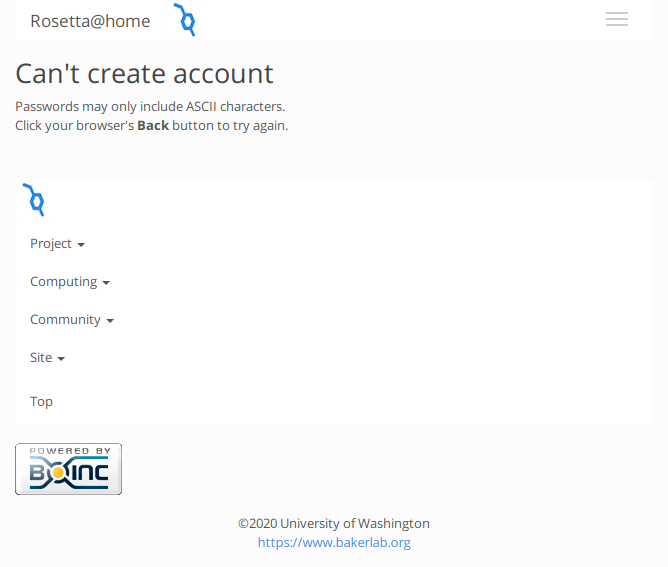 Rosetta@home
Can't create account
Passwords may only include ASCII characters.
Click your browser's Back button to try again.
Project
Computing
Community
Site
Top
POWERED BY
BOINC
©2020 University of Washington
https://www.bakerlab.org